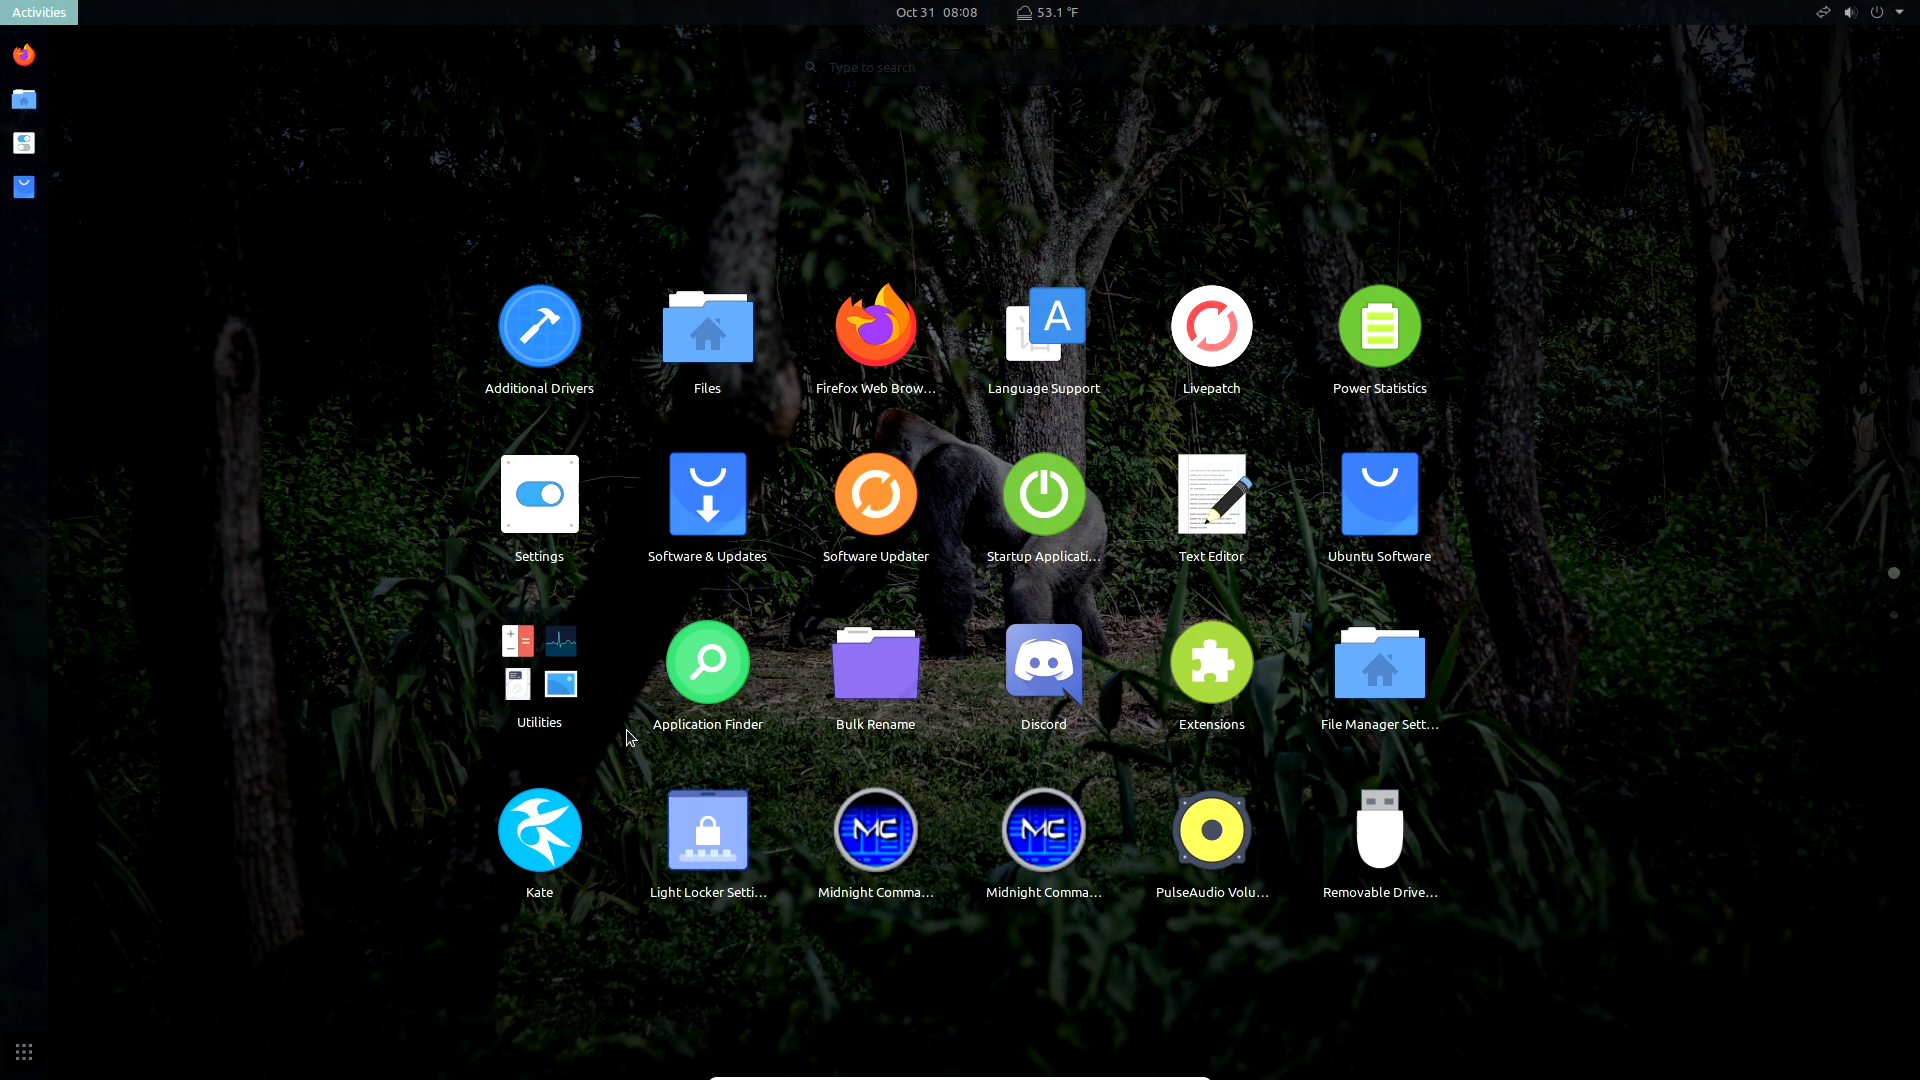 Activities
Oct 31 08:08
53.1 °F
Type to search
Additional Drivers
Files
Firefox Web Brow…
Language Support
Livepatch
Power Statistics
Settings
Software & Updates
Software Updater
Startup Applicati…
Text Editor
Ubuntu Software
Utilities
Application Finder
Bulk Rename
Discord
Extensions
File Manager Sett…
Kate
Light Locker Setti…
Midnight Comma…
Midnight Comma…
PulseAudio Volu…
Removable Drive…